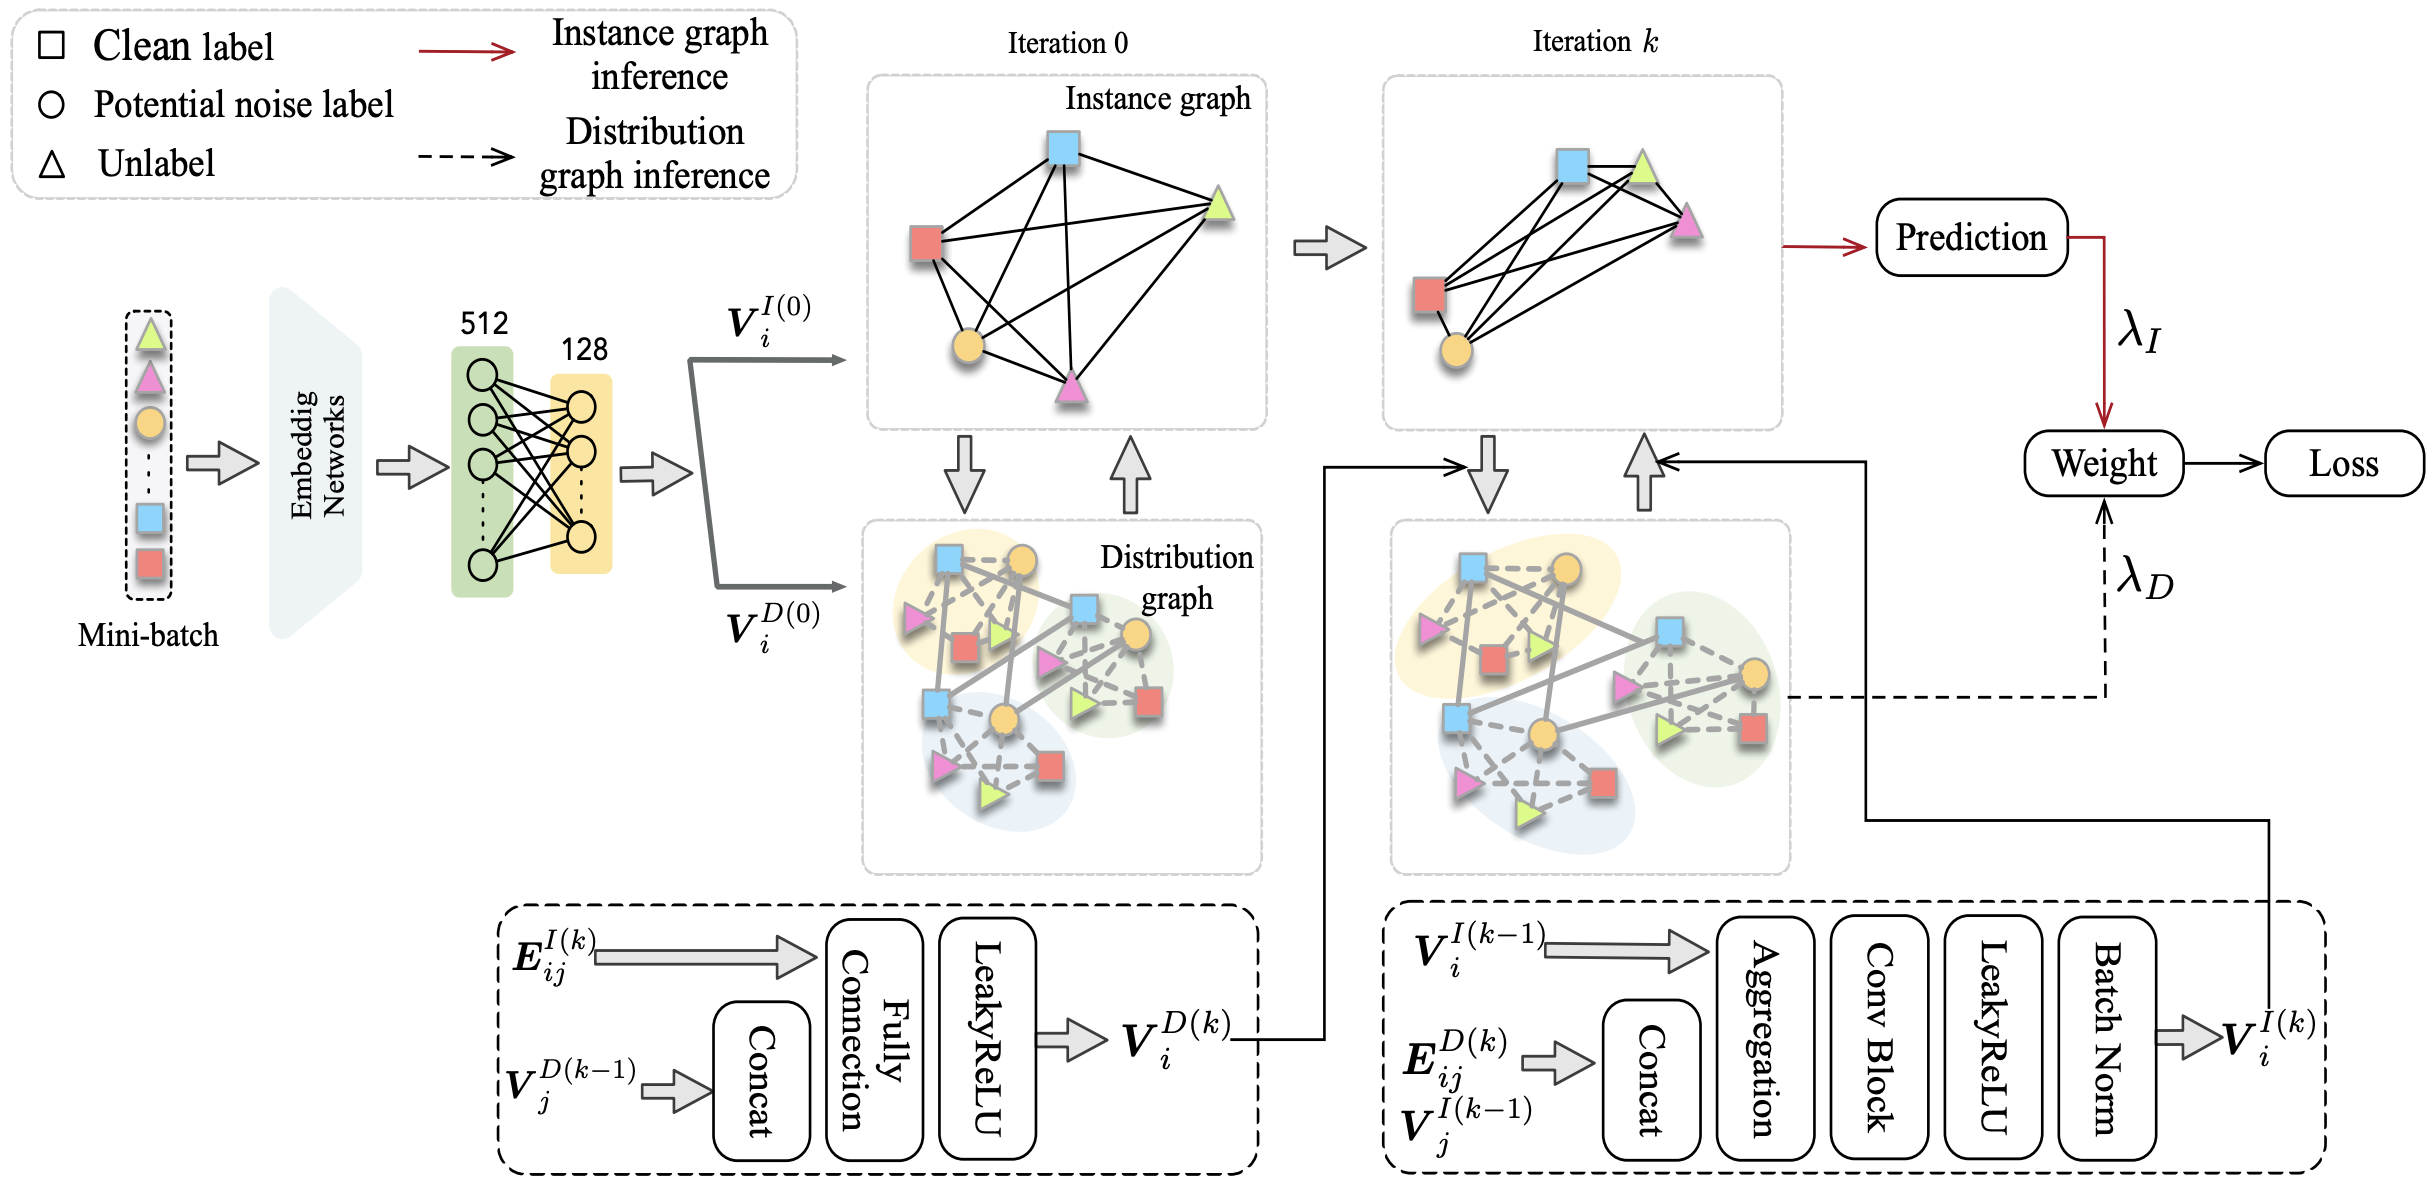 Clean label
Potential noise label
Unlabel
Instance graph
inference
Distribution
graph inference
Iteration 0
Iteration k
Instance graph
Prediction
λ_I
Weight
Loss
λ_D
Mini-batch
Embeddig
Networks
512
128
V_i^{I(0)}
V_i^{D(0)}
Distribution
graph
E_{ij}^{I(k)}
V_j^{D(k-1)}
Concat
Fully
Connection
LeakyReLU
V_i^{D(k)}
V_i^{I(k-1)}
E_{ij}^{D(k)}
V_j^{I(k-1)}
Concat
Aggregation
Conv Block
LeakyReLU
Batch Norm
V_i^{I(k)}